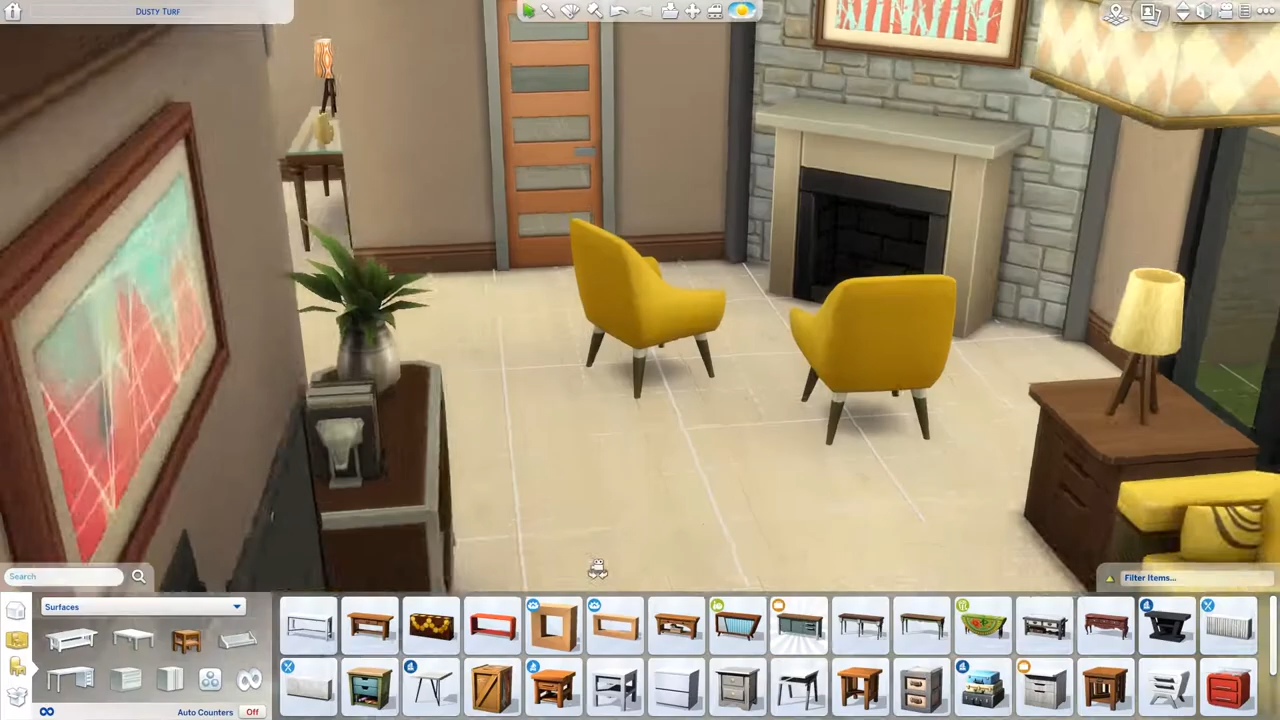 Dusty Turf
Search
Filter Items...
Surfaces
Auto Counters Off